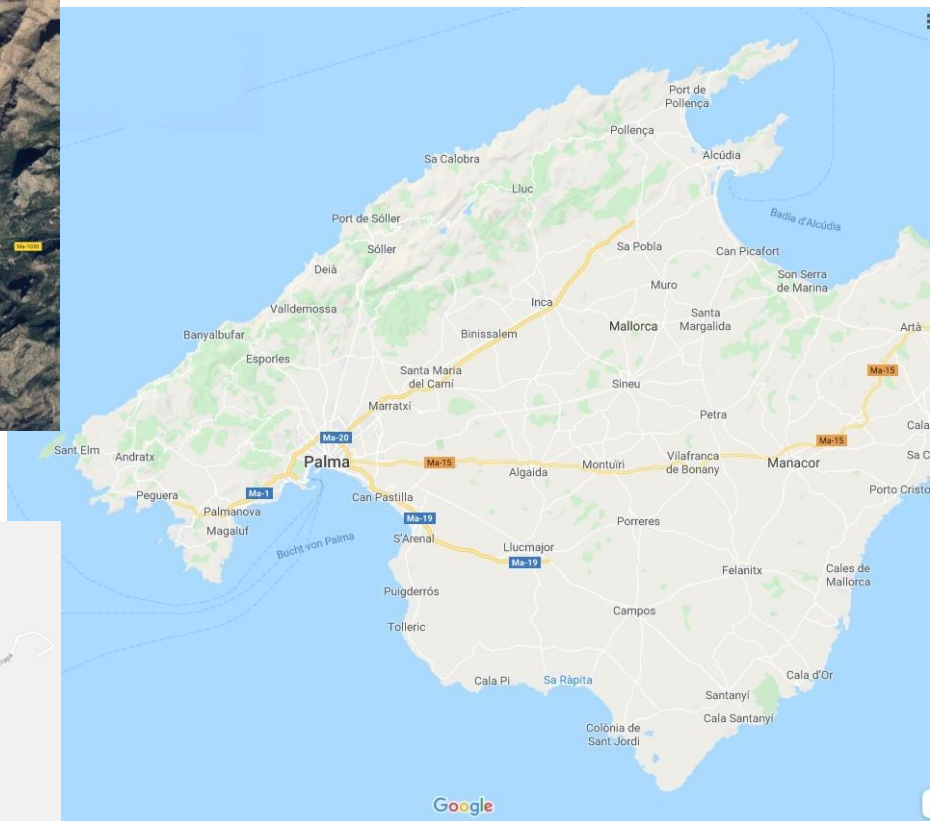 Port de
Pollença
Pollença
Alcúdia
Sa Calobra
Lluc
Badia d'Alcúdia
Port de Sóller
Sóller
Sa Pobla
Can Picafort
Ma-1030
Deià
Son Serra
de Marina
Muro
Valldemossa
Inca
Santa
Margalida
Mallorca
Banyalbufar
Binissalem
Artà
Esporles
Santa Maria
del Camí
Ma-15
Sineu
Marratxí
Petra
Cala
Ma-20
Ma-15
Sant Elm
Andratx
Palma
Ma-15
Algaida
Montuïri
Vilafranca
de Bonany
Manacor
Sa C
Peguera
Ma-1
Can Pastilla
Porto Cristo
Palmanova
Magaluf
Ma-19
Porreres
S'Arenal
Bucht von Palma
Llucmajor
Ma-19
Felanitx
Cales de
Mallorca
Puigderrós
Campos
Tolleric
Cala Pi
Sa Ràpita
Cala d'Or
Santanyí
Cala Santanyí
Colònia de
Sant Jordi
Google